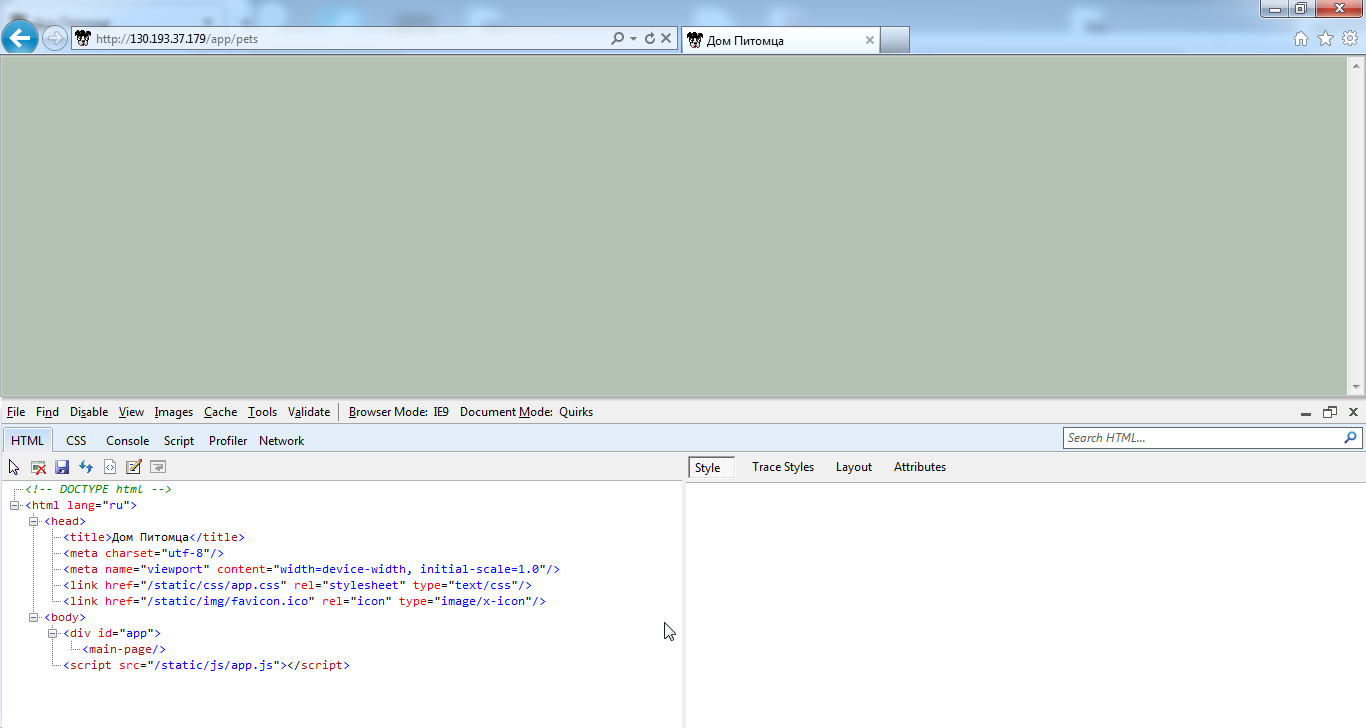 http://130.193.37.179/app/pets
Дом Питомца
File Find Disable View Images Cache Tools Validate Browser Mode: IE9 Document Mode: Quirks
HTML CSS Console Script Profiler Network
Search HTML...
Style Trace Styles Layout Attributes
<!-- DOCTYPE html -->
<html lang="ru">
<head>
<title>Дом Питомца</title>
<meta charset="utf-8"/>
<meta name="viewport" content="width=device-width, initial-scale=1.0"/>
<link href="/static/css/app.css" rel="stylesheet" type="text/css"/>
<link href="/static/img/favicon.ico" rel="icon" type="image/x-icon"/>
<body>
<div id="app">
<main-page/>
<script src="/static/js/app.js"></script>